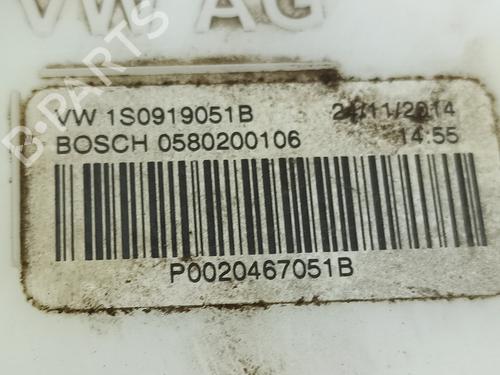 VW AG
VW 1S0919051B 24/11/2014
BOSCH 0580200106 14:55
P0020467051B
B-PARTS